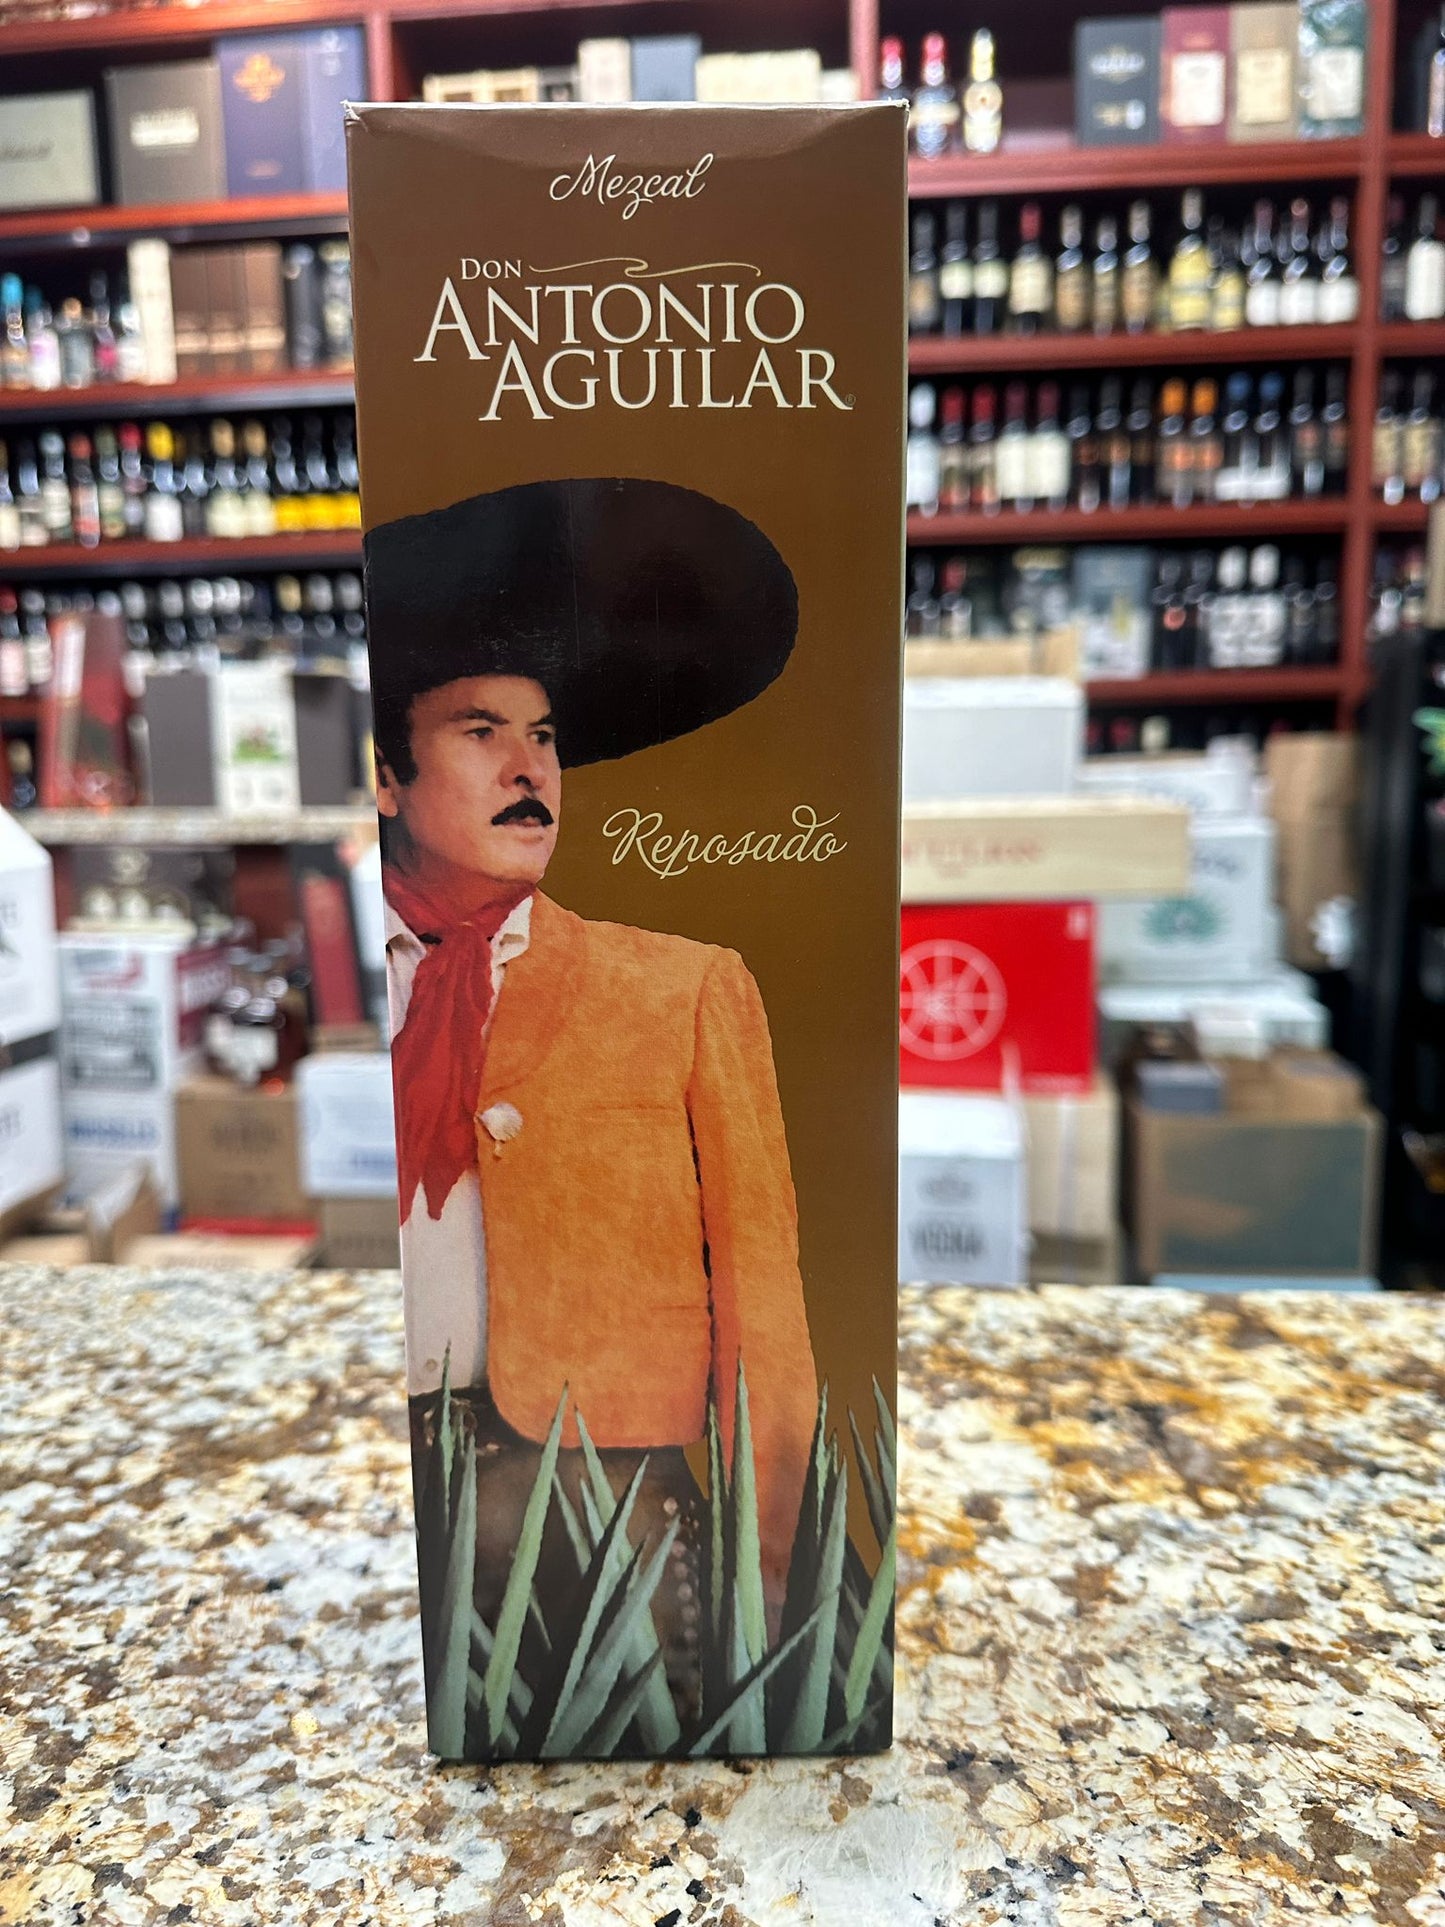 Mezcal
DON
ANTONIO
AGUILAR®
Reposado